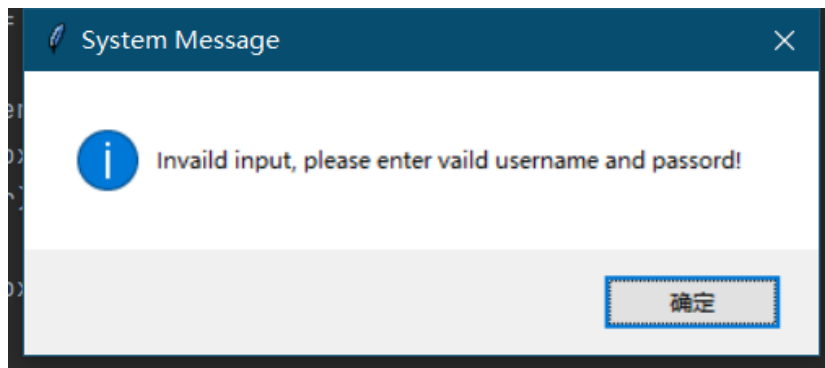 System Message
Invaild input, please enter vaild username and passord!
确定